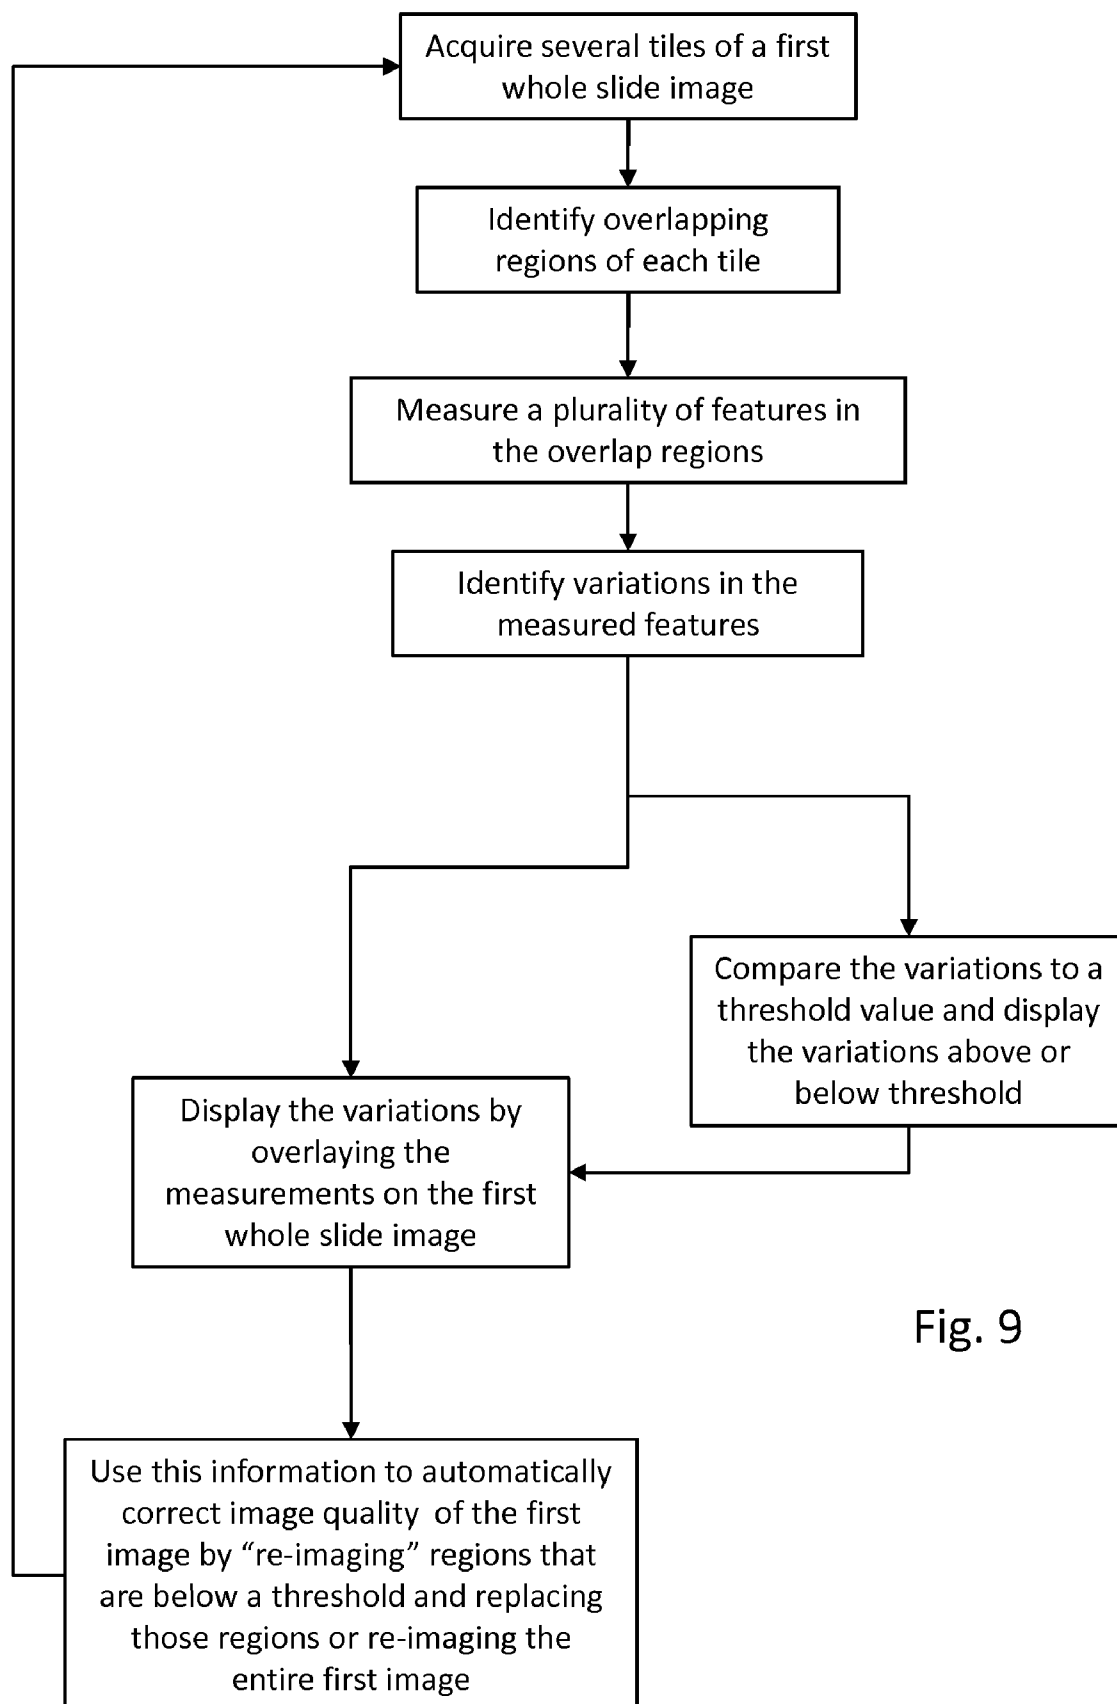 Acquire several tiles of a first
whole slide image
Identify overlapping
regions of each tile
Measure a plurality of features in
the overlap regions
Identify variations in the
measured features
Compare the variations to a
threshold value and display
the variations above or
below threshold
Display the variations by
overlaying the
measurements on the first
whole slide image
Fig. 9
Use this information to automatically
correct image quality  of the first
image by “re-imaging” regions that
are below a threshold and replacing
those regions or re-imaging the
entire first image